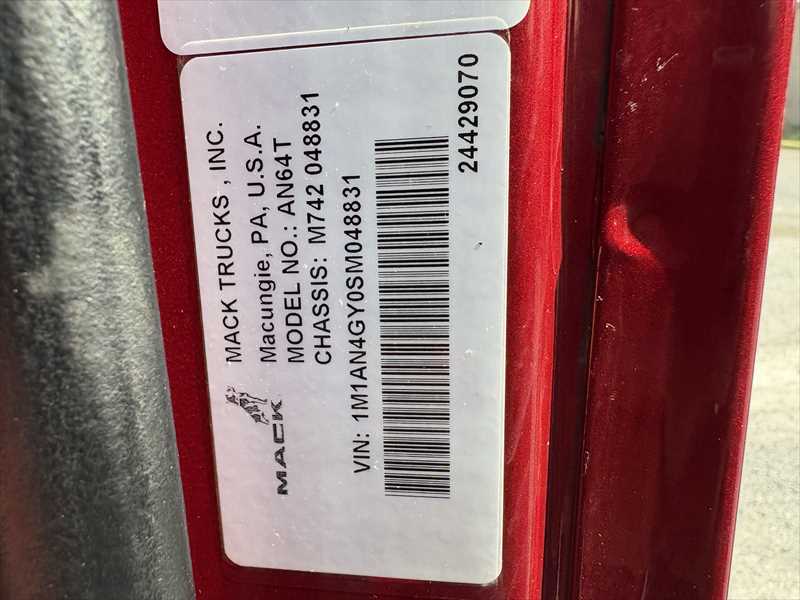 MACK
MACK TRUCKS , INC.
Macungie, PA, U.S.A.
MODEL NO.: AN64T
CHASSIS: M742 048831
VIN: 1M1AN4GY0SM048831
24429070